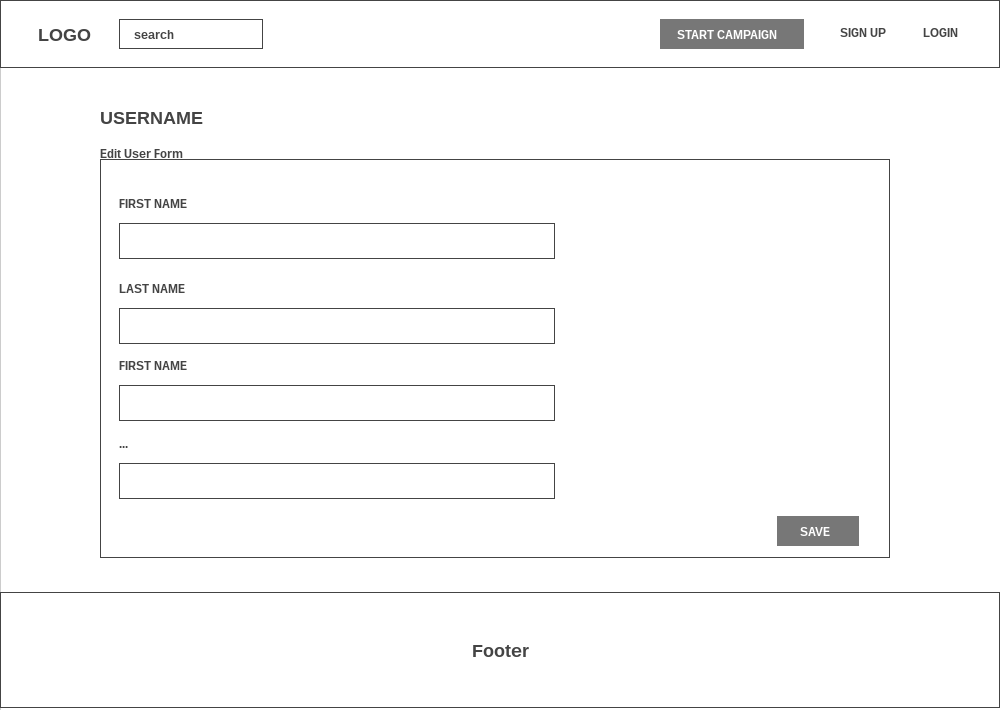 LOGO
search
START CAMPAIGN
SIGN UP
LOGIN
USERNAME
Edit User Form
FIRST NAME
LAST NAME
FIRST NAME
...
SAVE
Footer